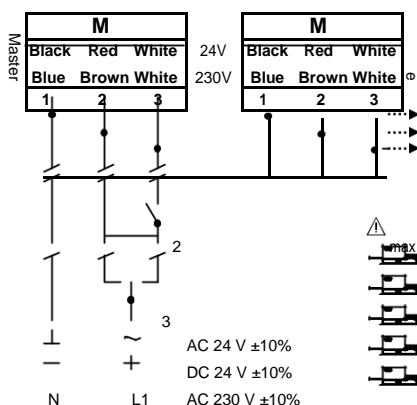 M
Black Red White
Blue Brown White
1 2 3
Master
24V
230V
M
Black Red White
Blue Brown White
1 2 3
e
max
2
3
⊥ ~ AC 24 V ±10%
− + DC 24 V ±10%
N L1 AC 230 V ±10%